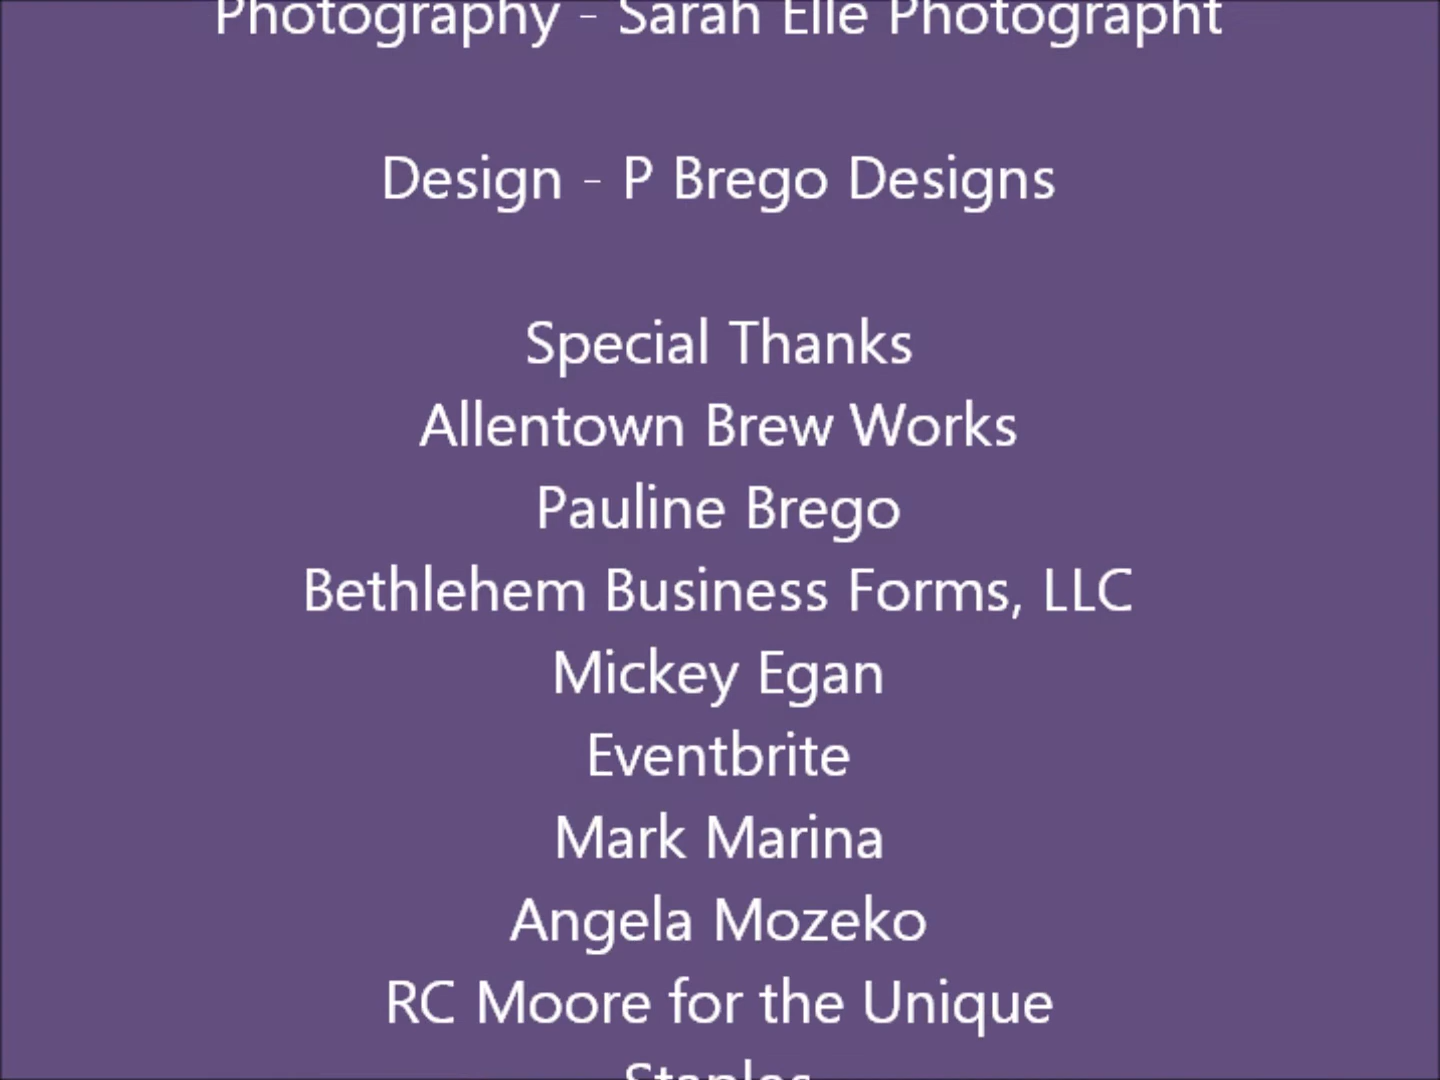 Photography - Sarah Elle Photographt
Design - P Brego Designs
Special Thanks
Allentown Brew Works
Pauline Brego
Bethlehem Business Forms, LLC
Mickey Egan
Eventbrite
Mark Marina
Angela Mozeko
RC Moore for the Unique
Staples